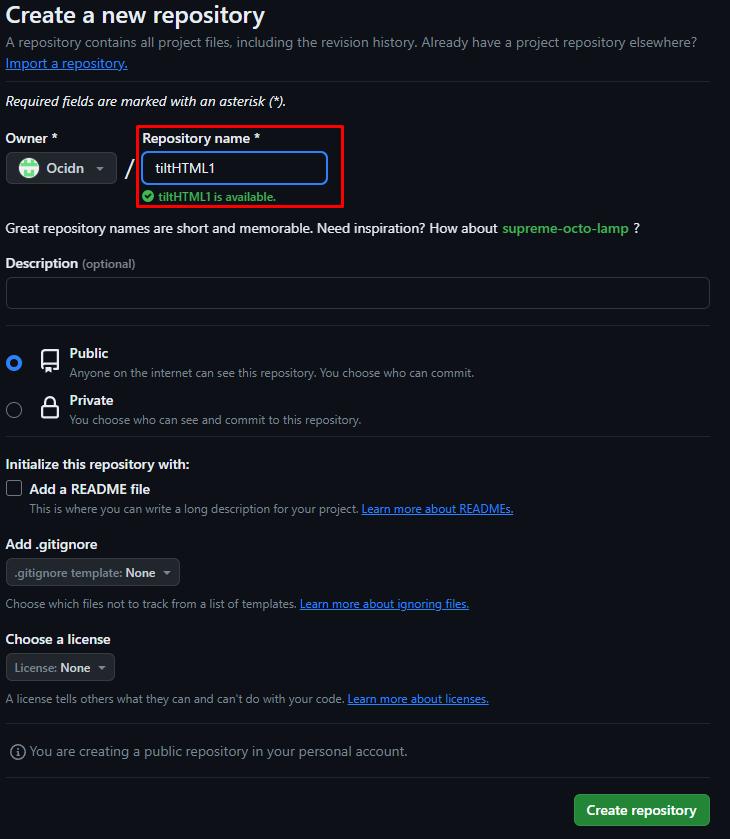 Create a new repository
A repository contains all project files, including the revision history. Already have a project repository elsewhere?
Import a repository.
Required fields are marked with an asterisk (*).
Owner * Repository name *
Ocidn / tiltHTML1
tiltHTML1 is available.
Great repository names are short and memorable. Need inspiration? How about supreme-octo-lamp ?
Description (optional)
Public
Anyone on the internet can see this repository. You choose who can commit.
Private
You choose who can see and commit to this repository.
Initialize this repository with:
Add a README file
This is where you can write a long description for your project. Learn more about READMEs.
Add .gitignore
.gitignore template: None
Choose which files not to track from a list of templates. Learn more about ignoring files.
Choose a license
License: None
A license tells others what they can and can't do with your code. Learn more about licenses.
You are creating a public repository in your personal account.
Create repository